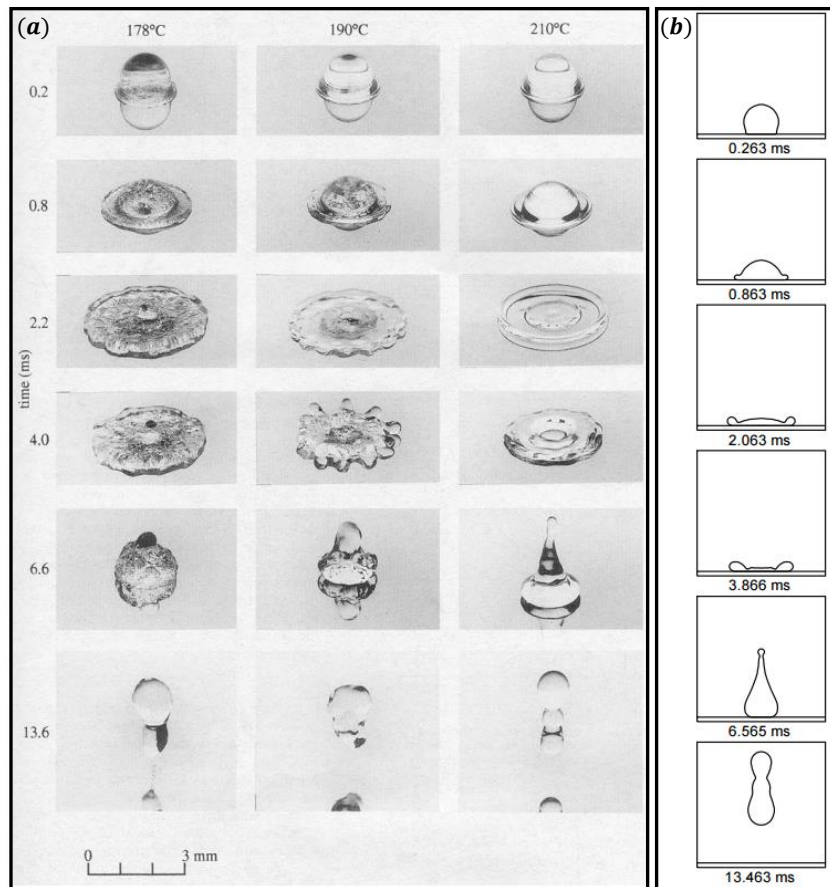 (a)
178°C 190°C 210°C
0.2
0.8
2.2
time (ms)
4.0
6.6
13.6
0 3 mm
(b)
0.263 ms
0.863 ms
2.063 ms
3.866 ms
6.565 ms
13.463 ms